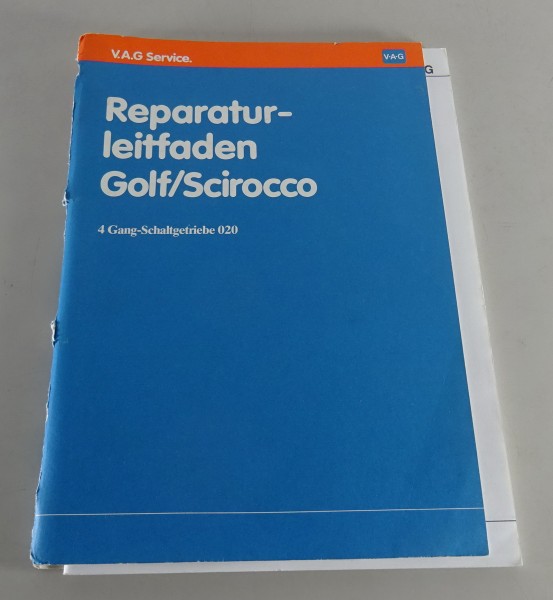 V.A.G Service.
V·A·G
G
Reparatur-
leitfaden
Golf/Scirocco
4 Gang-Schaltgetriebe 020